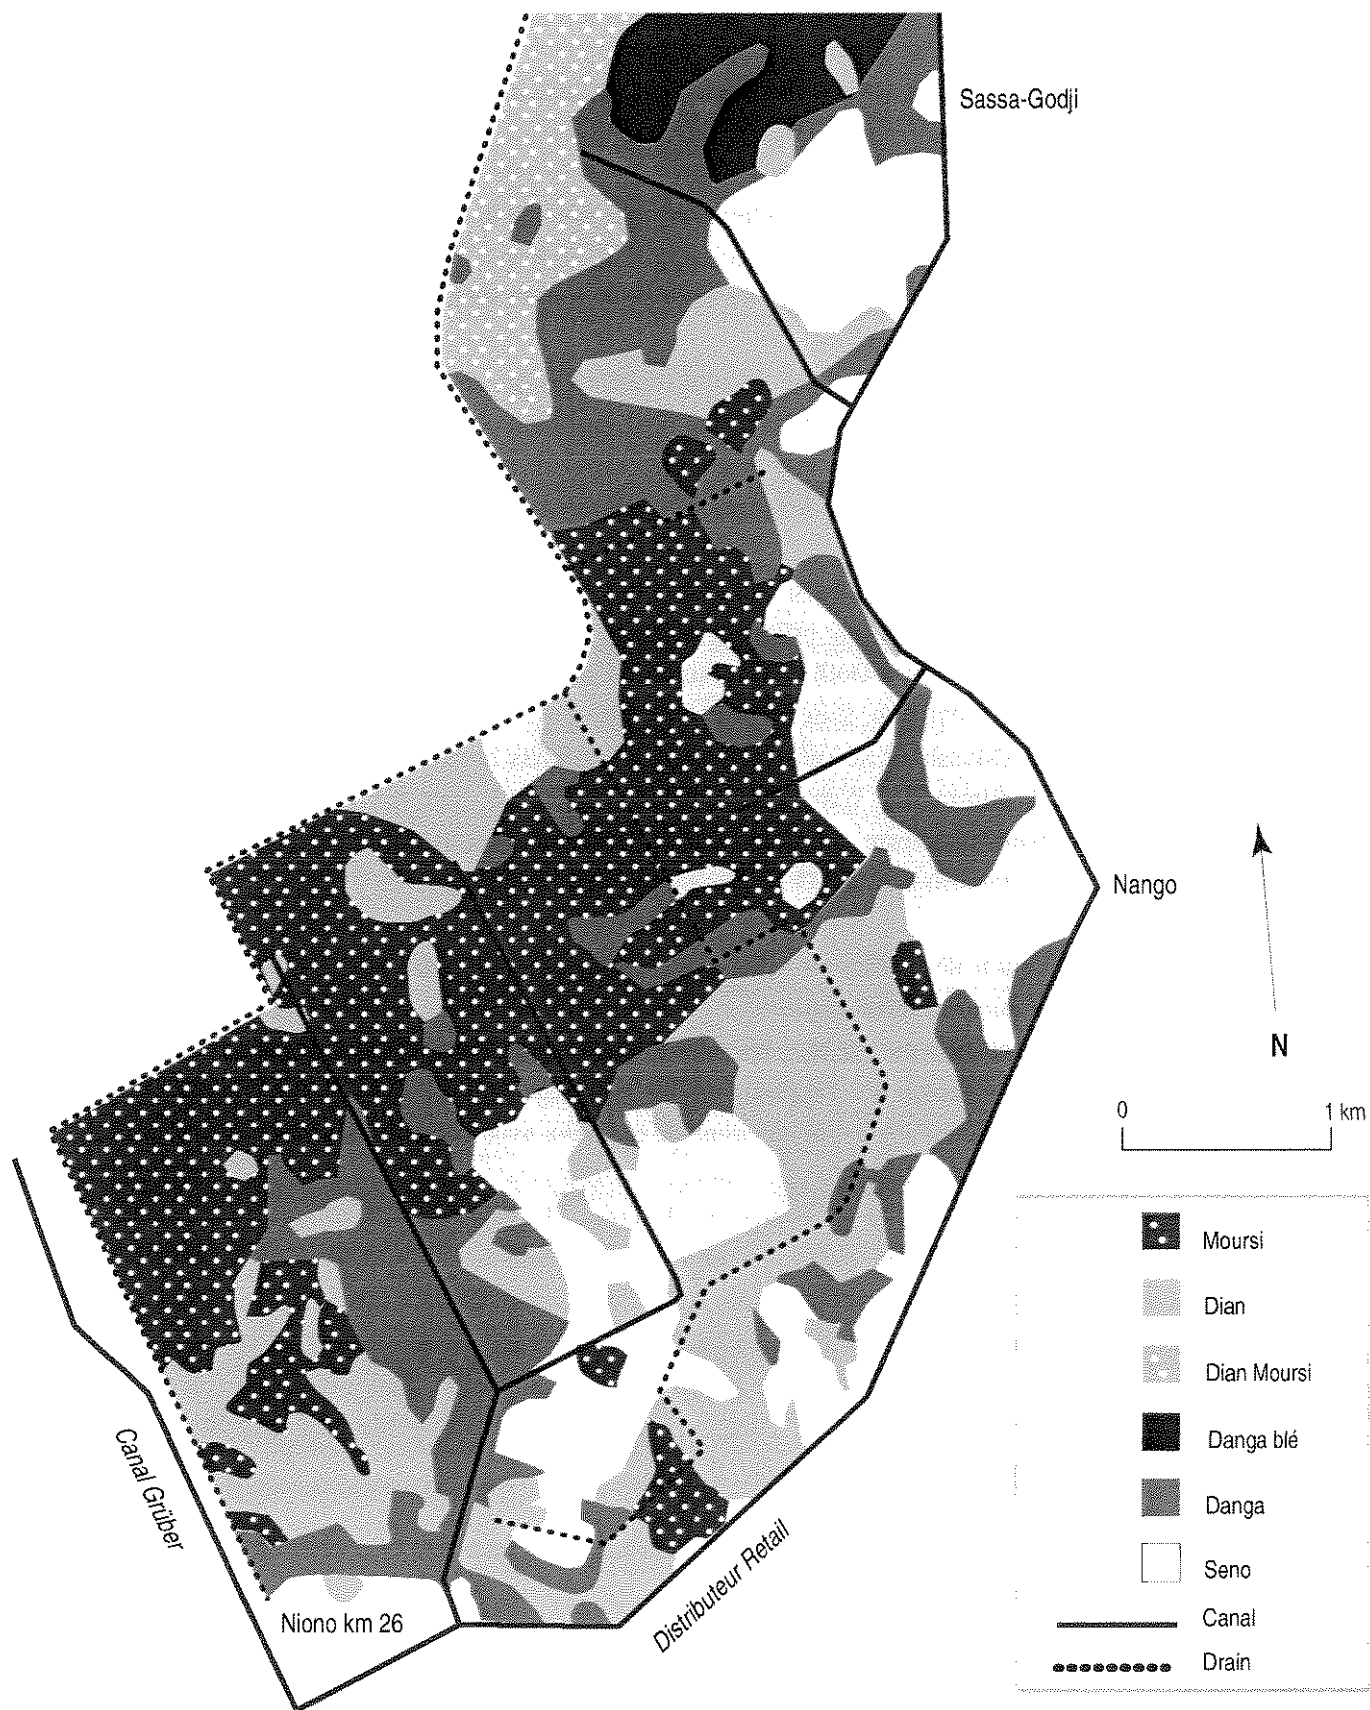 Sassa-Godji
Nango
N
0 1 km
Moursi
Dian
Dian Moursi
Danga blé
Danga
Seno
Canal
Drain
Canal Grüber
Distributeur Retail
Niono km 26